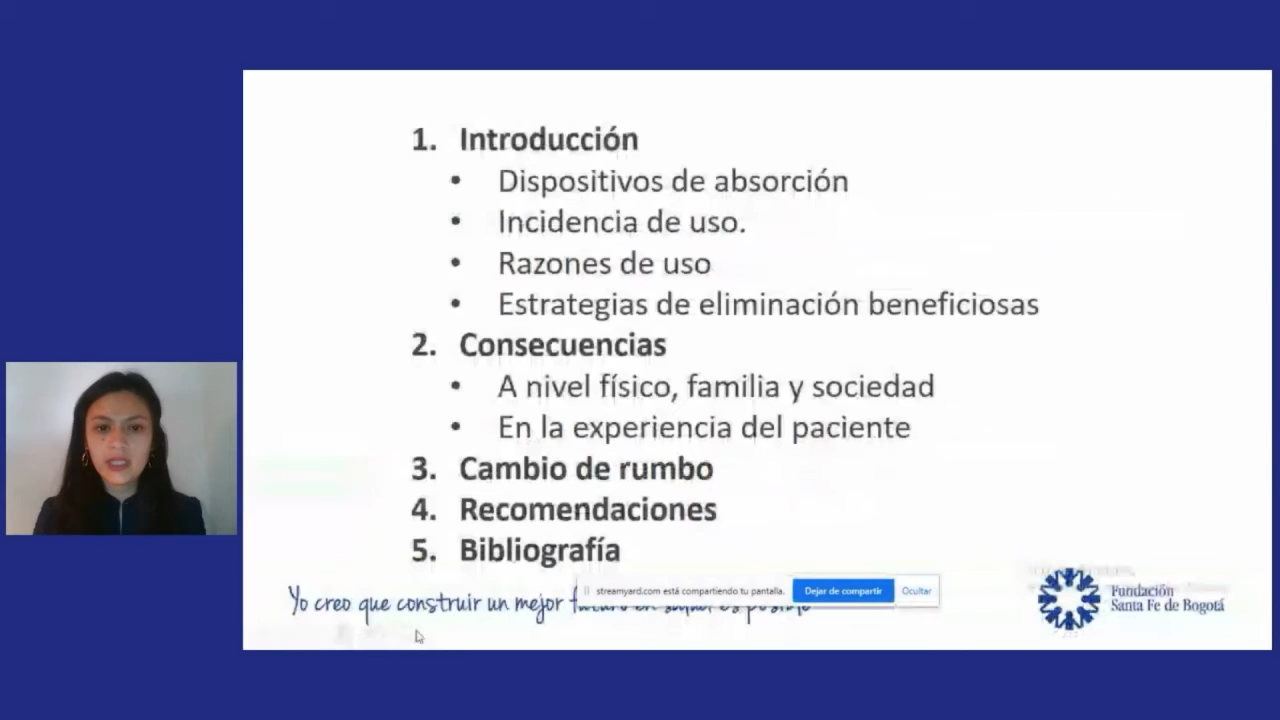 1. Introducción
• Dispositivos de absorción
• Incidencia de uso.
• Razones de uso
• Estrategias de eliminación beneficiosas
2. Consecuencias
• A nivel físico, familia y sociedad
• En la experiencia del paciente
3. Cambio de rumbo
4. Recomendaciones
5. Bibliografía
streamyard.com está compartiendo tu pantalla. Dejar de compartir Ocultar
Yo creo que construir un mejor futuro en salud es posible
Fundación
Santa Fe de Bogotá